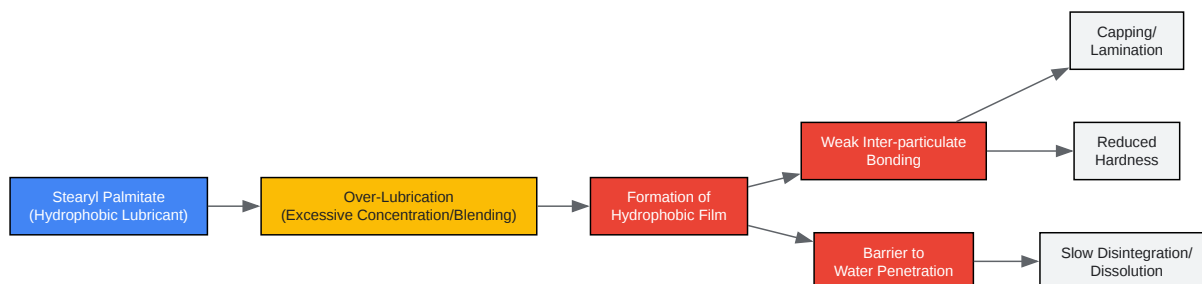 Stearyl Palmitate
(Hydrophobic Lubricant)
Over-Lubrication
(Excessive Concentration/Blending)
Formation of
Hydrophobic Film
Weak Inter-particulate
Bonding
Barrier to
Water Penetration
Capping/
Lamination
Reduced
Hardness
Slow Disintegration/
Dissolution